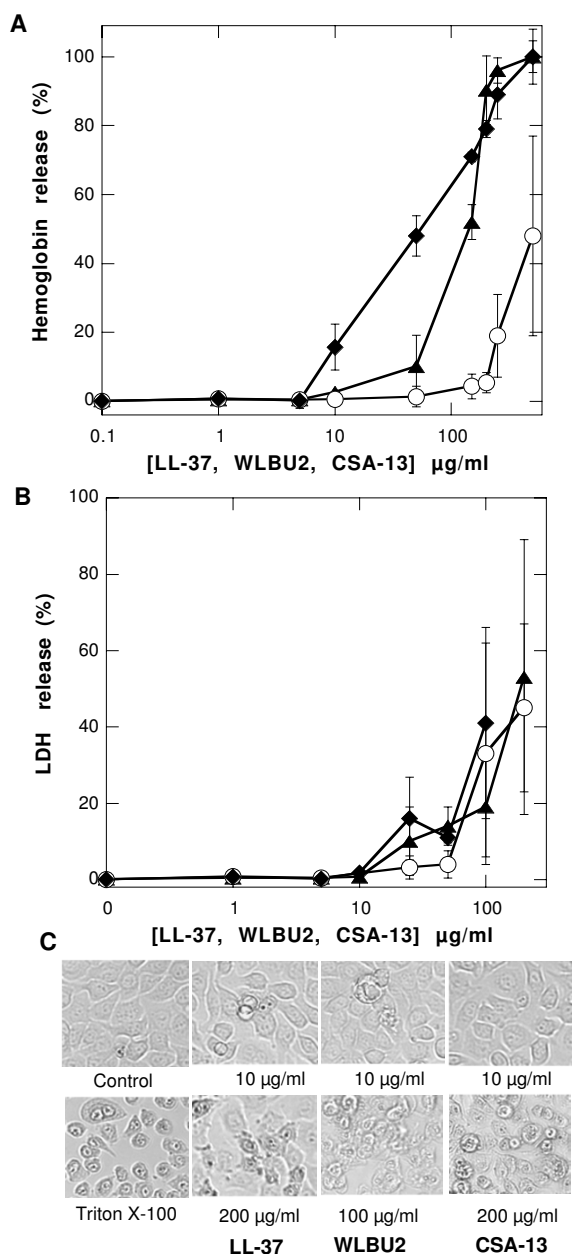 A
Hemoglobin release (%)
100
80
60
40
20
0
0.1 1 10 100
[LL-37, WLBU2, CSA-13] µg/ml
B
LDH release (%)
100
80
60
40
20
0
0 1 10 100
[LL-37, WLBU2, CSA-13] µg/ml
C
Control 10 µg/ml 10 µg/ml 10 µg/ml
Triton X-100 200 µg/ml 100 µg/ml 200 µg/ml
LL-37 WLBU2 CSA-13